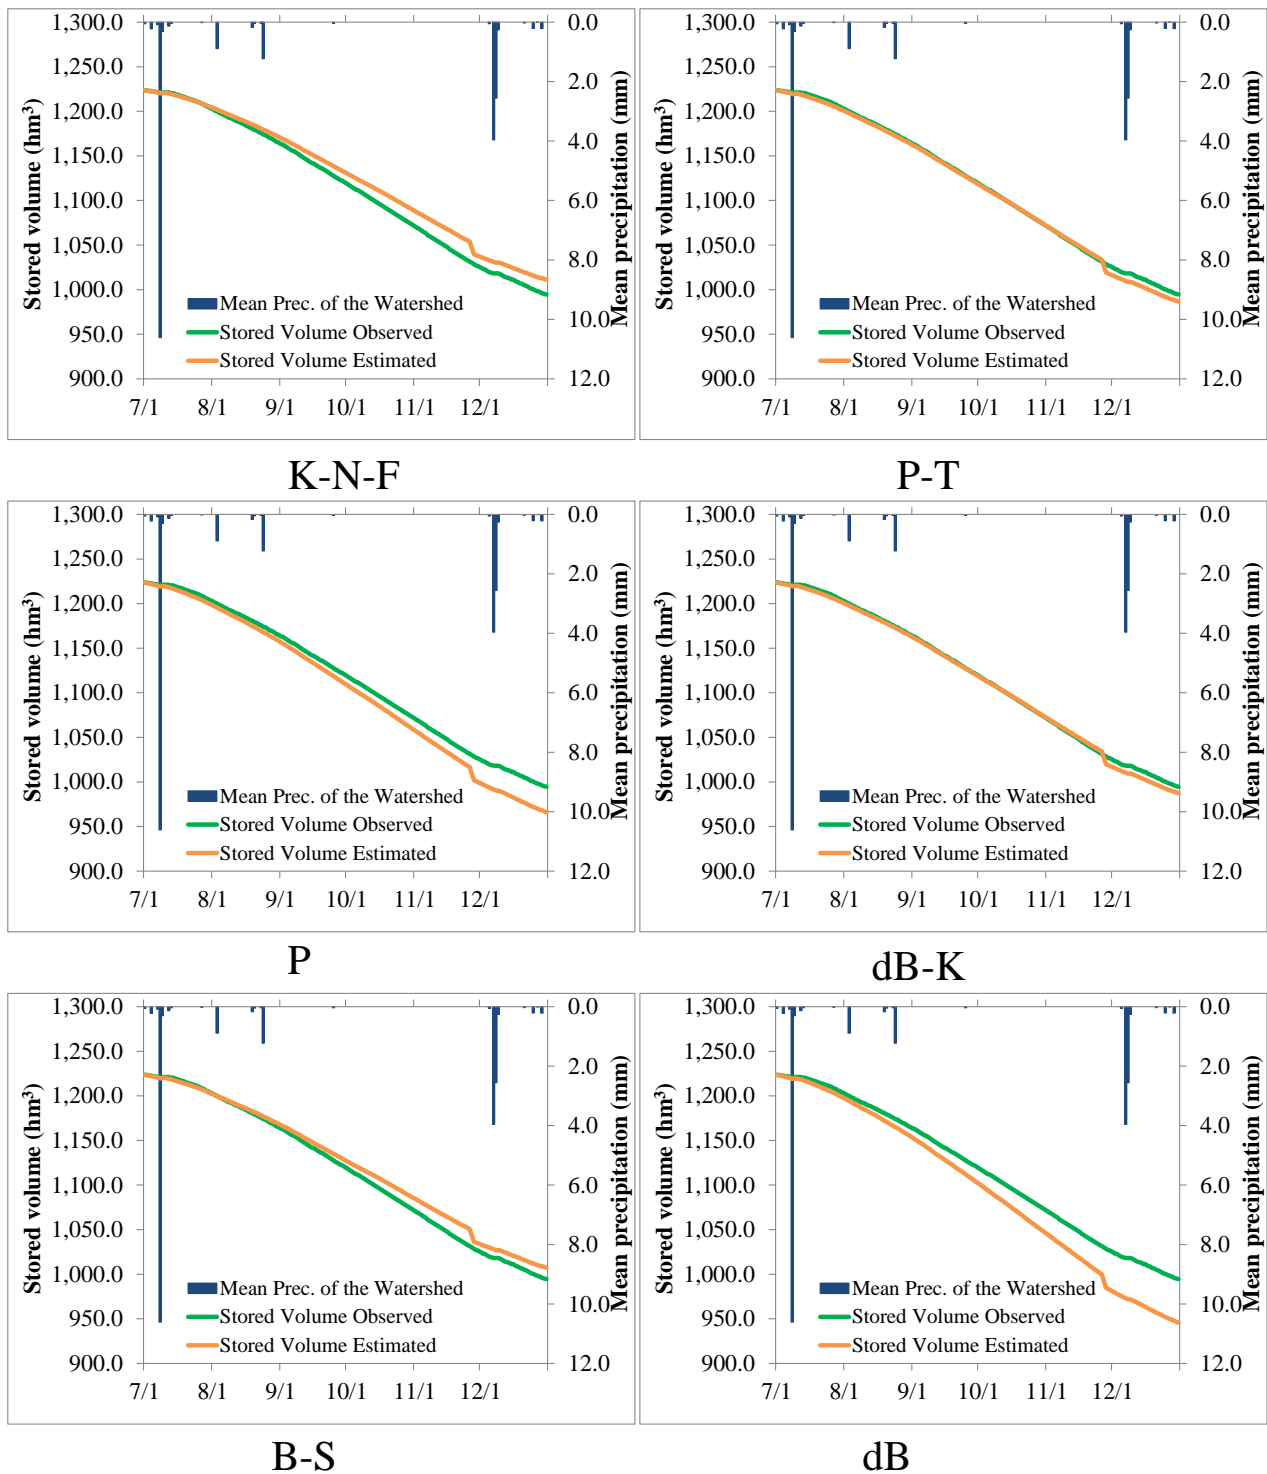 1,300.0
1,250.0
1,200.0
1,150.0
1,100.0
1,050.0
1,000.0
950.0
900.0
Stored volume (hm³)
0.0
2.0
4.0
6.0
8.0
10.0
12.0
Mean precipitation (mm)
Mean Prec. of the Watershed
Stored Volume Observed
Stored Volume Estimated
7/1 8/1 9/1 10/1 11/1 12/1
K-N-F
1,300.0
1,250.0
1,200.0
1,150.0
1,100.0
1,050.0
1,000.0
950.0
900.0
Stored volume (hm³)
0.0
2.0
4.0
6.0
8.0
10.0
12.0
Mean precipitation (mm)
Mean Prec. of the Watershed
Stored Volume Observed
Stored Volume Estimated
7/1 8/1 9/1 10/1 11/1 12/1
P-T
1,300.0
1,250.0
1,200.0
1,150.0
1,100.0
1,050.0
1,000.0
950.0
900.0
Stored volume (hm³)
0.0
2.0
4.0
6.0
8.0
10.0
12.0
Mean precipitation (mm)
Mean Prec. of the Watershed
Stored Volume Observed
Stored Volume Estimated
7/1 8/1 9/1 10/1 11/1 12/1
P
1,300.0
1,250.0
1,200.0
1,150.0
1,100.0
1,050.0
1,000.0
950.0
900.0
Stored volume (hm³)
0.0
2.0
4.0
6.0
8.0
10.0
12.0
Mean precipitation (mm)
Mean Prec. of the Watershed
Stored Volume Observed
Stored Volume Estimated
7/1 8/1 9/1 10/1 11/1 12/1
dB-K
1,300.0
1,250.0
1,200.0
1,150.0
1,100.0
1,050.0
1,000.0
950.0
900.0
Stored volume (hm³)
0.0
2.0
4.0
6.0
8.0
10.0
12.0
Mean precipitation (mm)
Mean Prec. of the Watershed
Stored Volume Observed
Stored Volume Estimated
7/1 8/1 9/1 10/1 11/1 12/1
B-S
1,300.0
1,250.0
1,200.0
1,150.0
1,100.0
1,050.0
1,000.0
950.0
900.0
Stored volume (hm³)
0.0
2.0
4.0
6.0
8.0
10.0
12.0
Mean precipitation (mm)
Mean Prec. of the Watershed
Stored Volume Observed
Stored Volume Estimated
7/1 8/1 9/1 10/1 11/1 12/1
dB